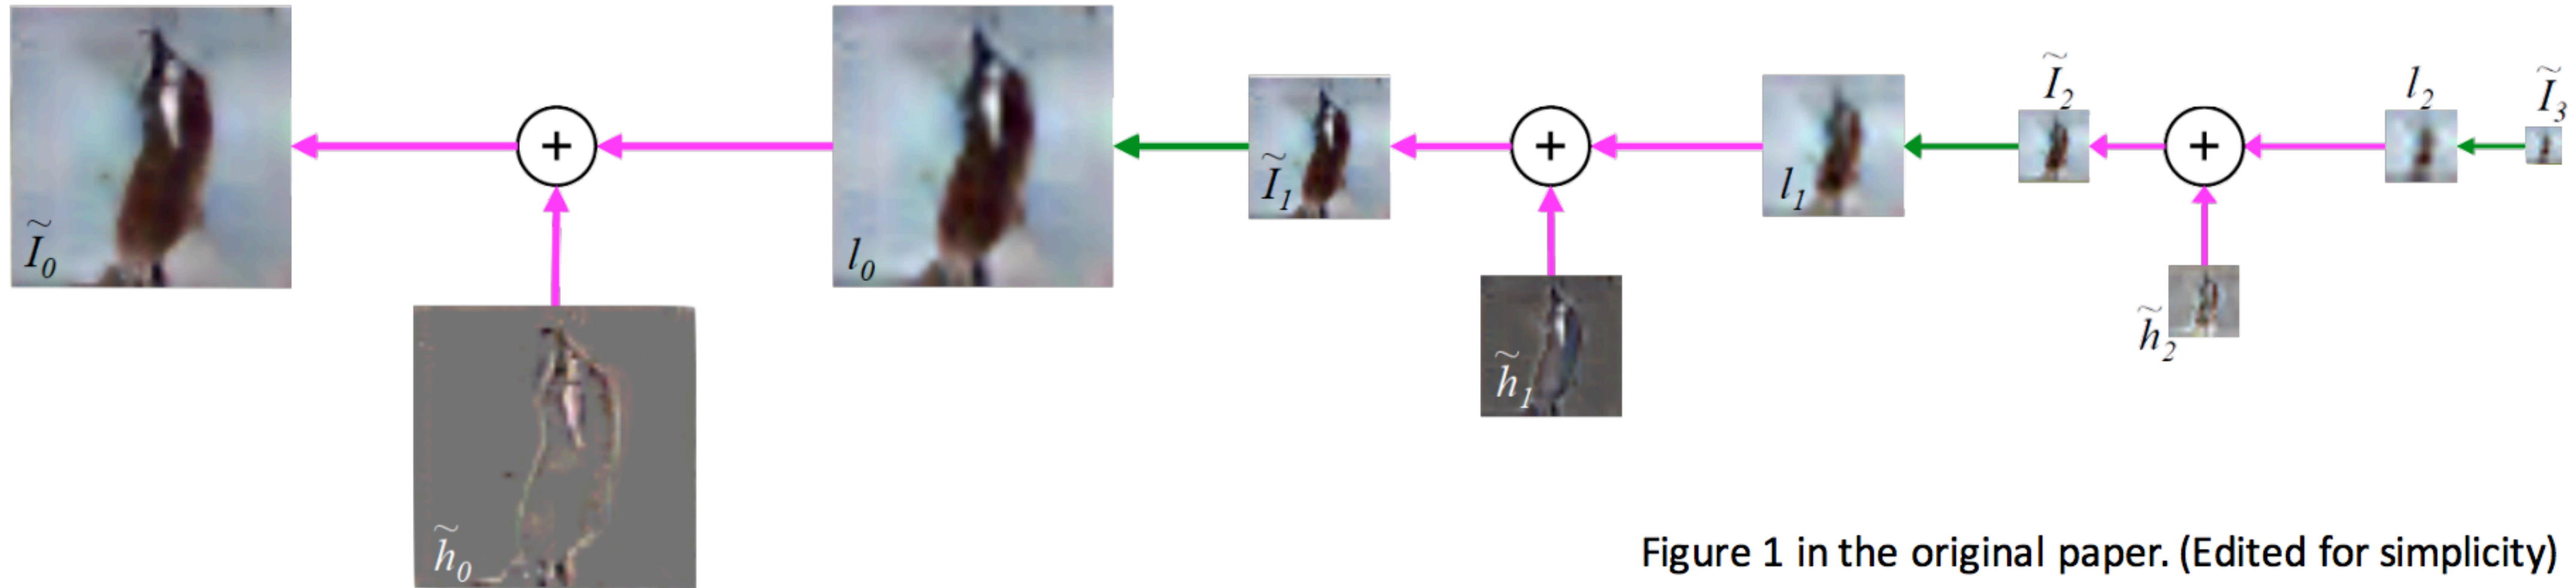 Ĩ₀
h̃₀
l₀
Ĩ₁
h̃₁
l₁
Ĩ₂
h̃₂
l₂
Ĩ₃
+
+
+
Figure 1 in the original paper. (Edited for simplicity)